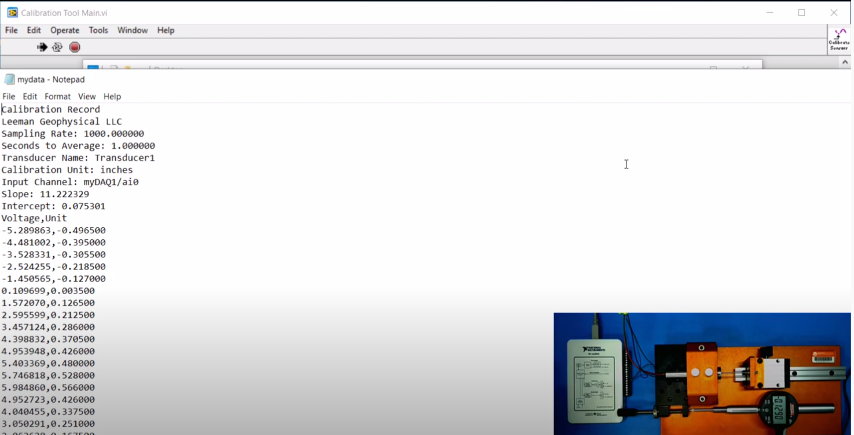 Calibration Tool Main.vi
File Edit Operate Tools Window Help
mydata - Notepad
File Edit Format View Help
Calibration Record
Leeman Geophysical LLC
Sampling Rate: 1000.000000
Seconds to Average: 1.000000
Transducer Name: Transducer1
Calibration Unit: inches
Input Channel: myDAQ1/ai0
Slope: 11.222329
Intercept: 0.075301
Voltage,Unit
-5.289863,-0.496500
-4.481002,-0.395000
-3.528331,-0.305500
-2.524255,-0.218500
-1.450565,-0.127000
0.109699,0.003500
1.572070,0.126500
2.595599,0.212500
3.457124,0.286000
4.398832,0.370500
4.953948,0.426000
5.403369,0.480000
5.746818,0.528000
5.984860,0.566000
4.952723,0.426000
4.040455,0.337500
3.050291,0.251000